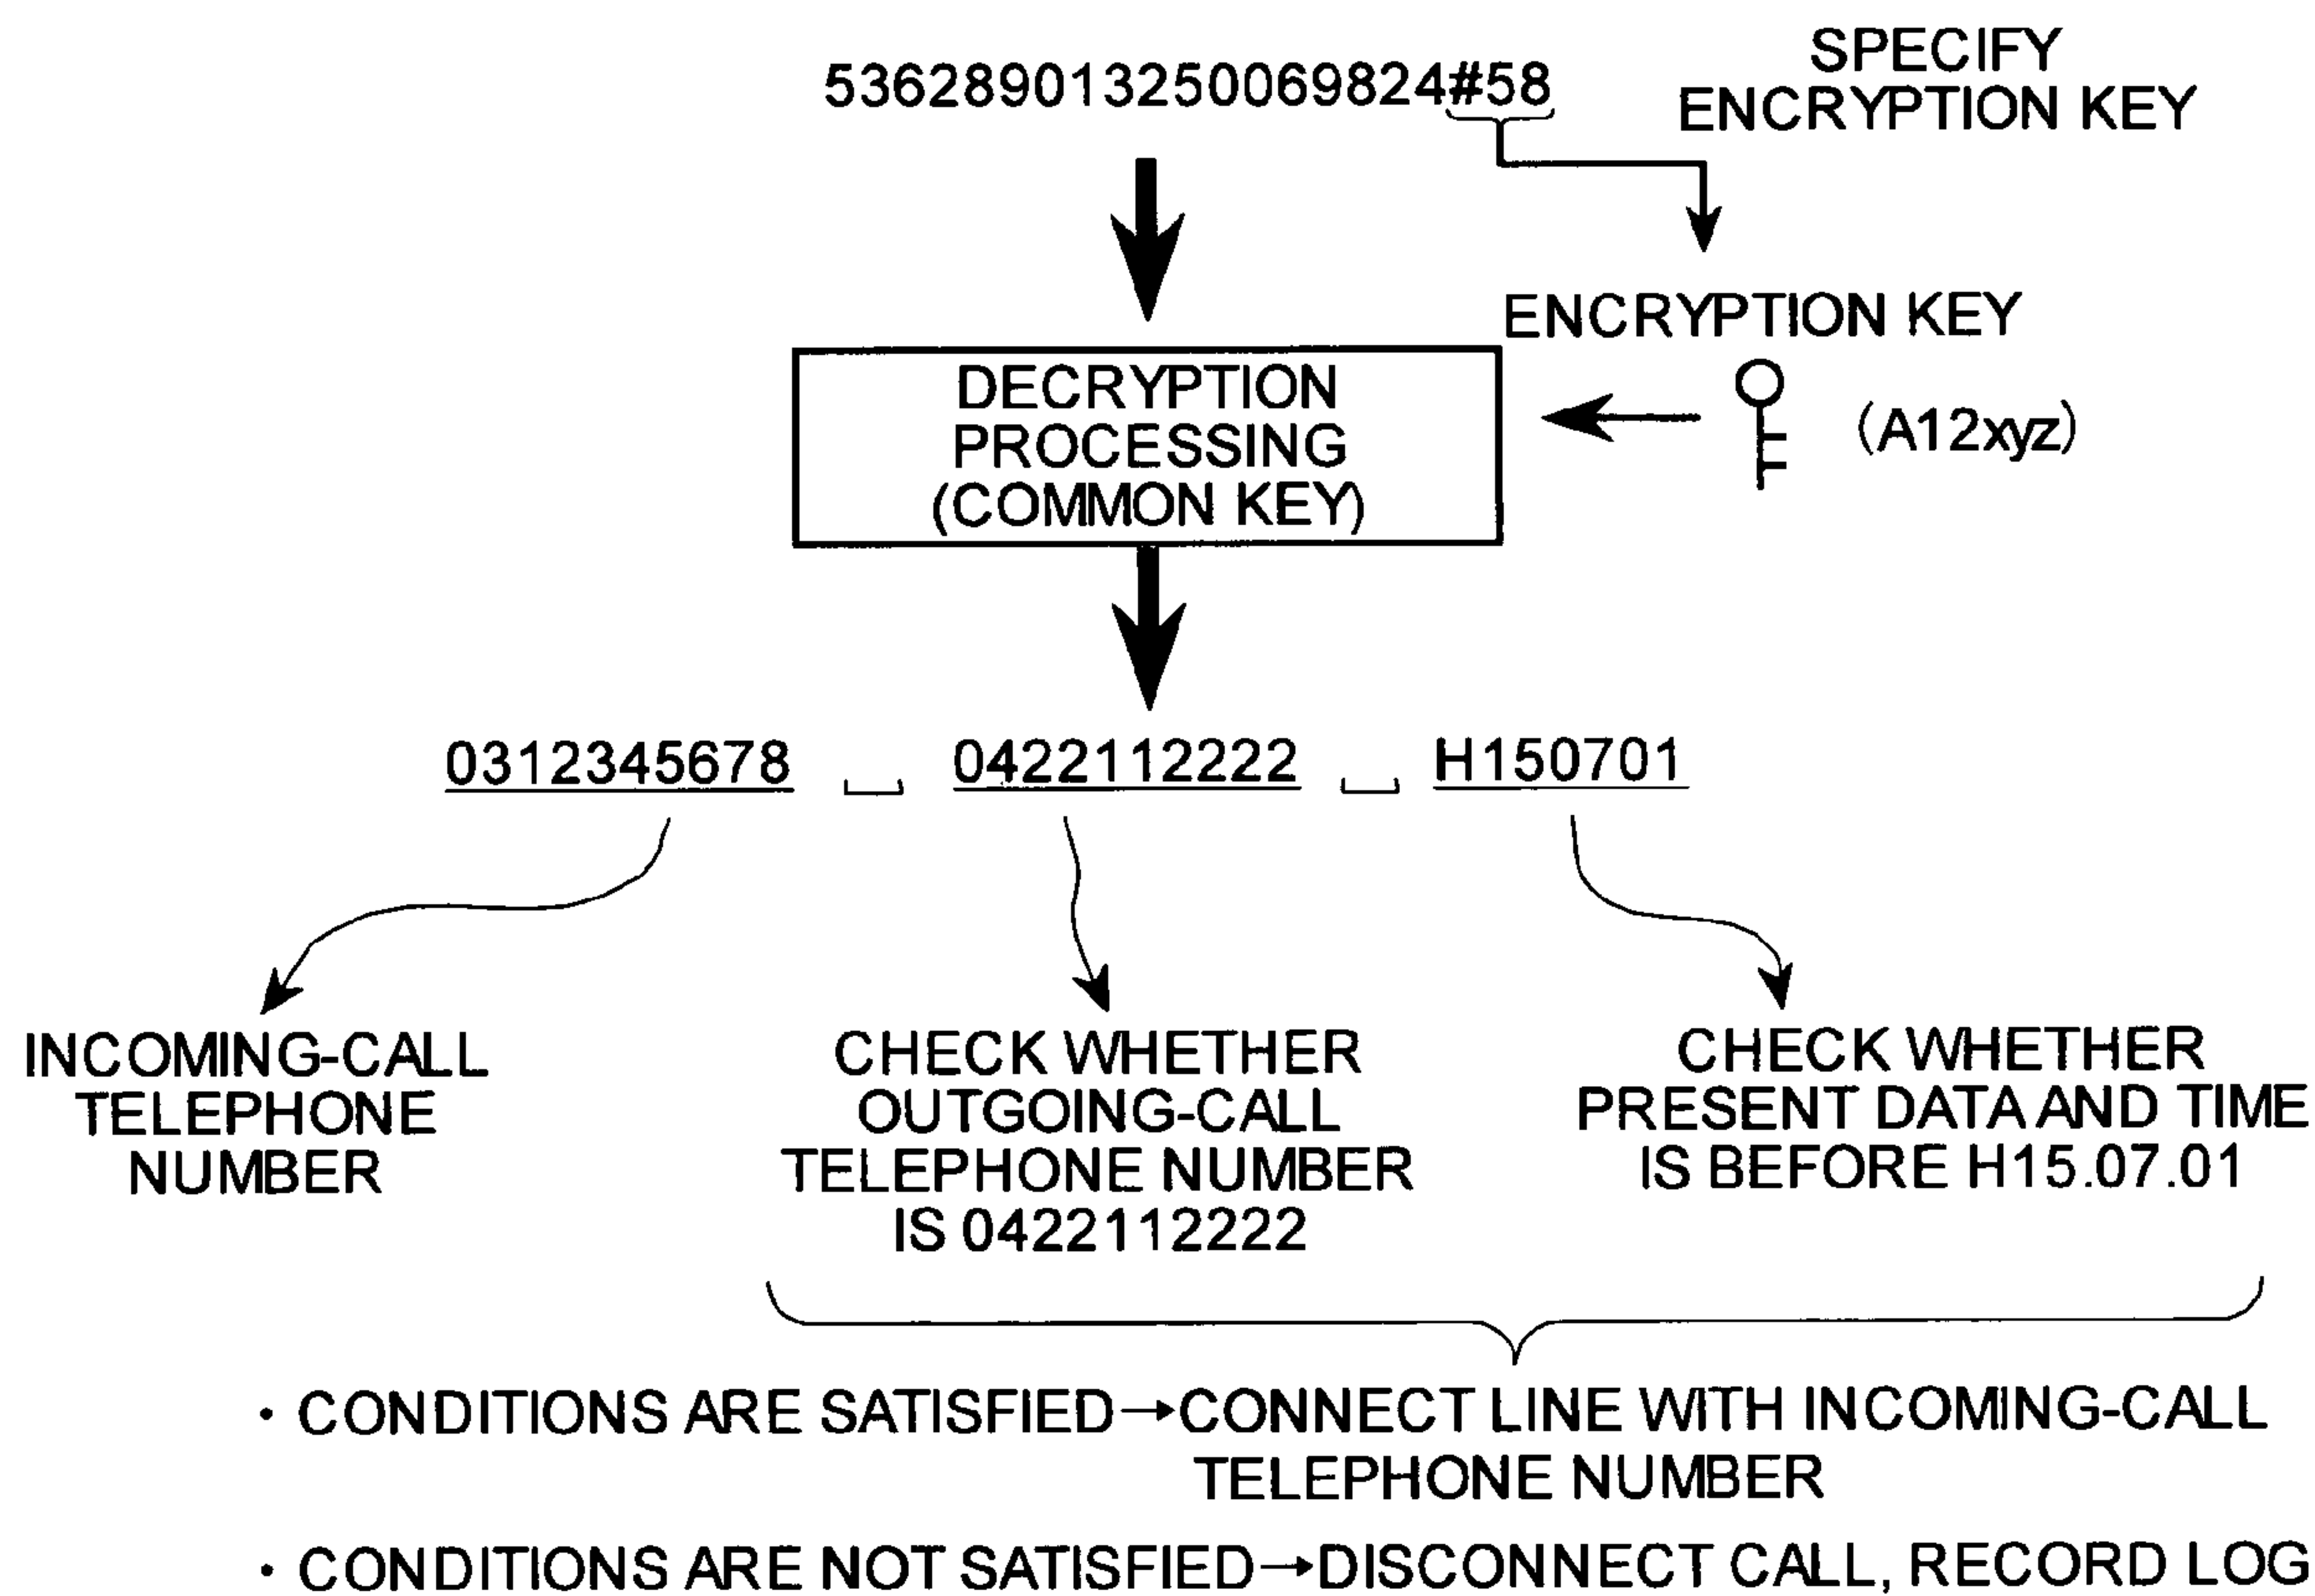 536289013250069824#58
SPECIFY
ENCRYPTION KEY
ENCRYPTION KEY
(A12xyz)
DECRYPTION
PROCESSING
(COMMON KEY)
0312345678 ␣ 0422112222 ␣ H150701
INCOMING-CALL
TELEPHONE
NUMBER
CHECK WHETHER
OUTGOING-CALL
TELEPHONE NUMBER
IS 0422112222
CHECK WHETHER
PRESENT DATA AND TIME
IS BEFORE H15.07.01
· CONDITIONS ARE SATISFIED→CONNECT LINE WITH INCOMING-CALL
TELEPHONE NUMBER
· CONDITIONS ARE NOT SATISFIED→DISCONNECT CALL, RECORD LOG